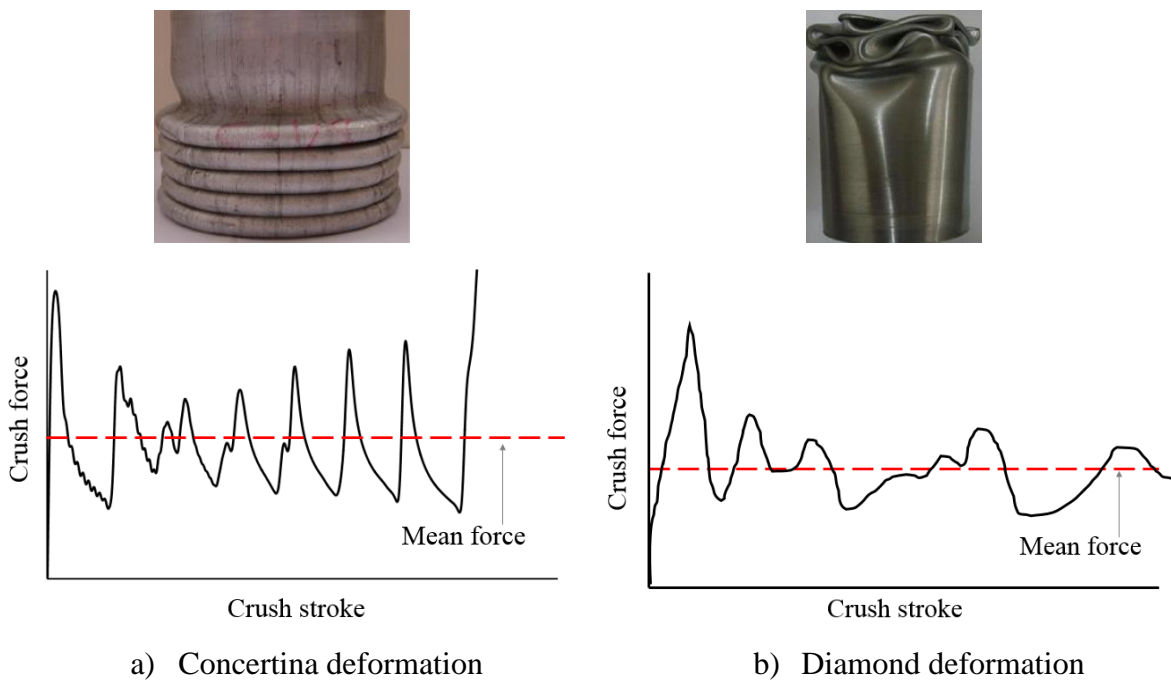 Crush force
Mean force
Crush stroke
a) Concertina deformation
Crush force
Mean force
Crush stroke
b) Diamond deformation